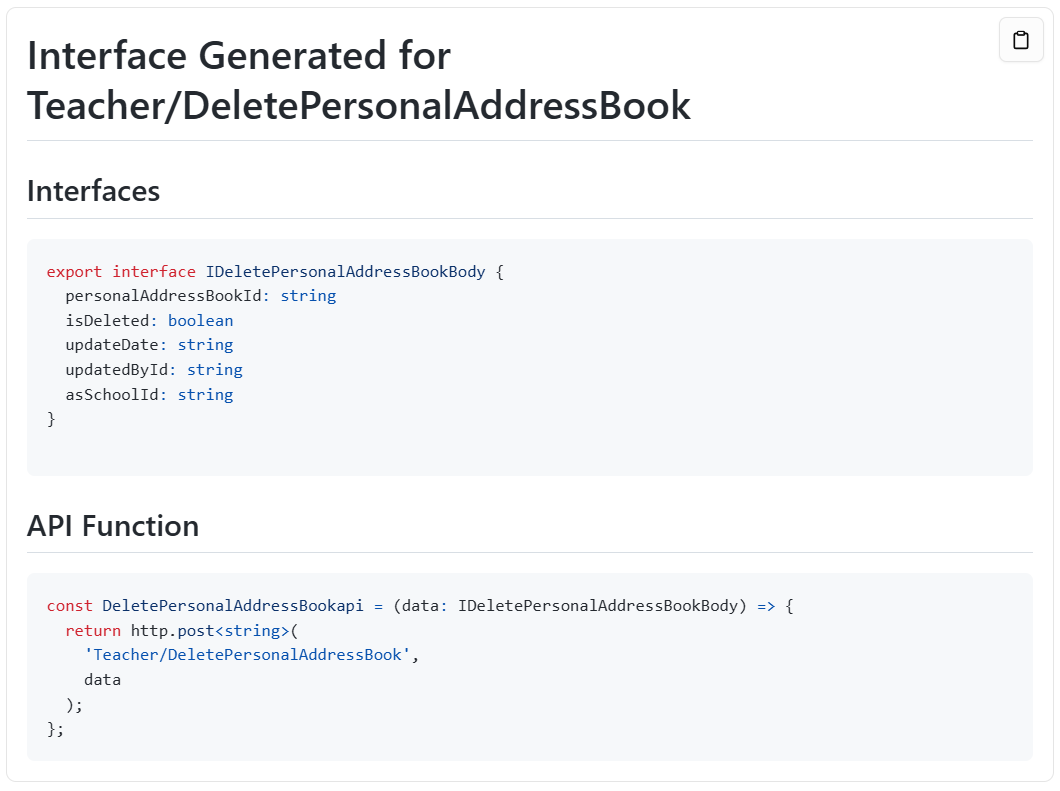 Interface Generated for
Teacher/DeletePersonalAddressBook
Interfaces
export interface IDeletePersonalAddressBookBody {
  personalAddressBookId: string
  isDeleted: boolean
  updateDate: string
  updatedById: string
  asSchoolId: string
}
API Function
const DeletePersonalAddressBookapi = (data: IDeletePersonalAddressBookBody) => {
  return http.post<string>(
    'Teacher/DeletePersonalAddressBook',
    data
  );
};